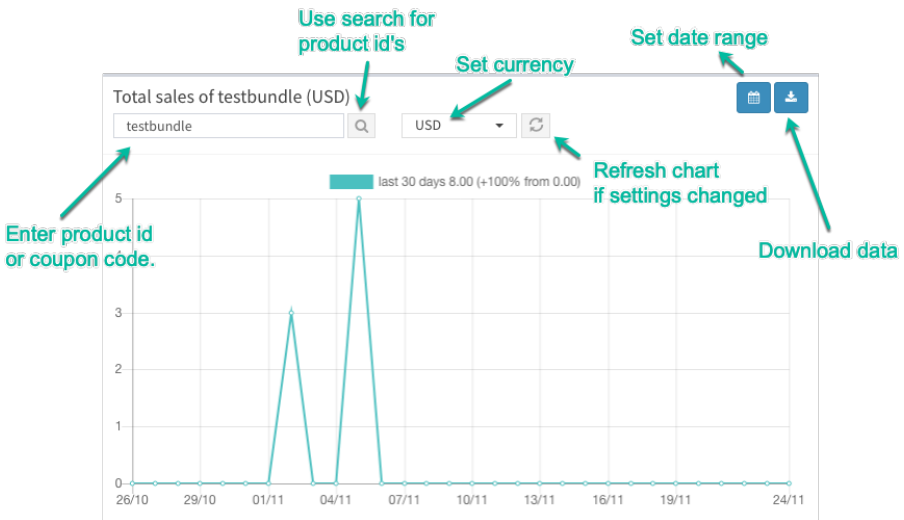 Use search for
product id's
Set currency
Set date range
Total sales of testbundle (USD)
testbundle
USD
Refresh chart
if settings changed
last 30 days 8.00 (+100% from 0.00)
Enter product id
or coupon code.
Download data
5
4
3
2
1
0
26/10
29/10
01/11
04/11
07/11
10/11
13/11
16/11
19/11
24/11